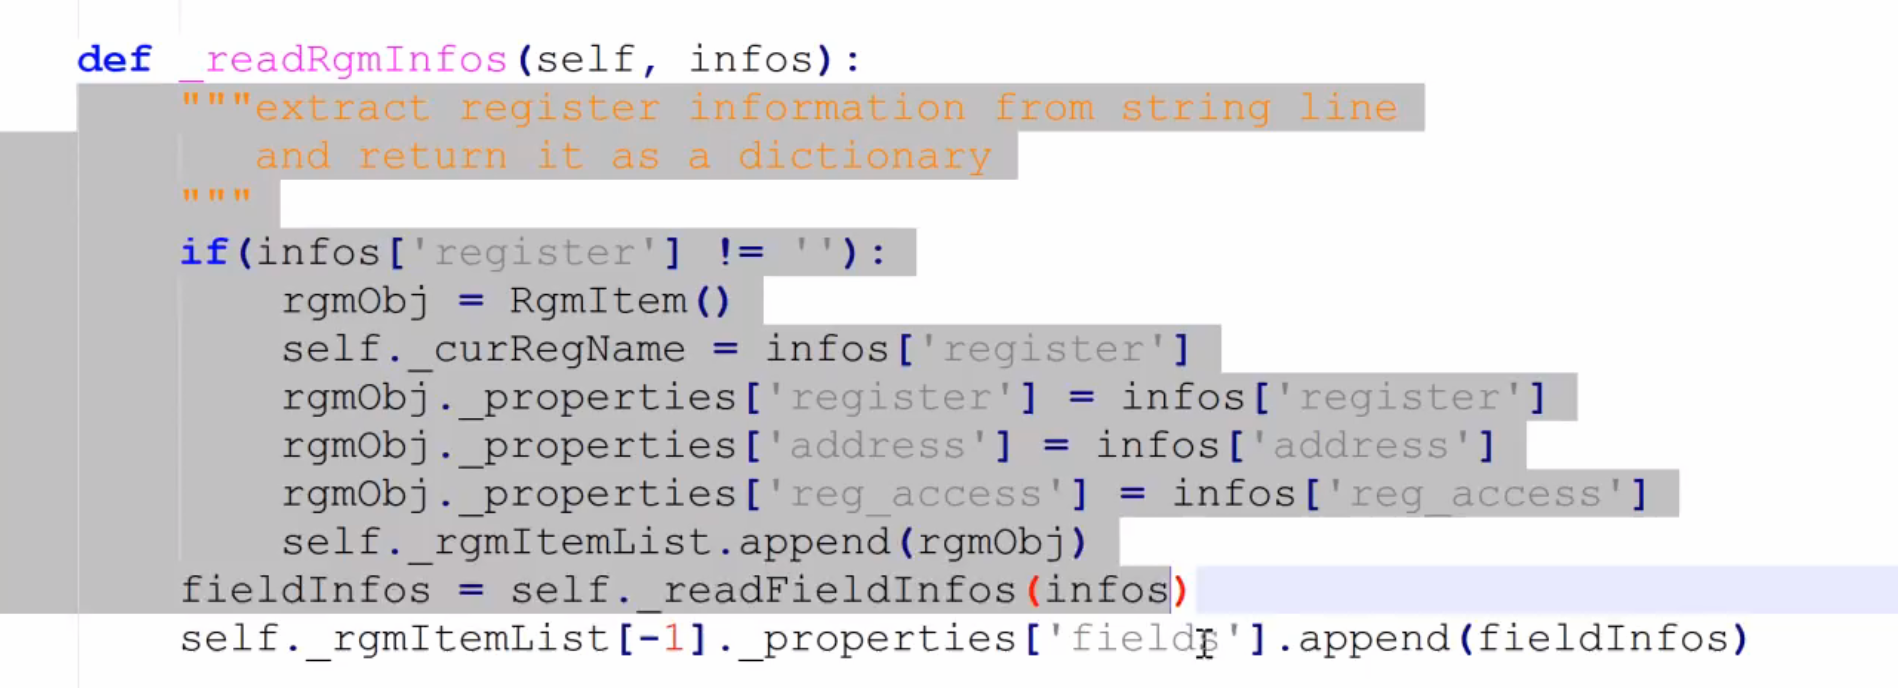 def _readRgmInfos(self, infos):
"""extract register information from string line
and return it as a dictionary
"""
if(infos['register'] != ''):
rgmObj = RgmItem()
self._curRegName = infos['register']
rgmObj._properties['register'] = infos['register']
rgmObj._properties['address'] = infos['address']
rgmObj._properties['reg_access'] = infos['reg_access']
self._rgmItemList.append(rgmObj)
fieldInfos = self._readFieldInfos(infos)
self._rgmItemList[-1]._properties['fields'].append(fieldInfos)